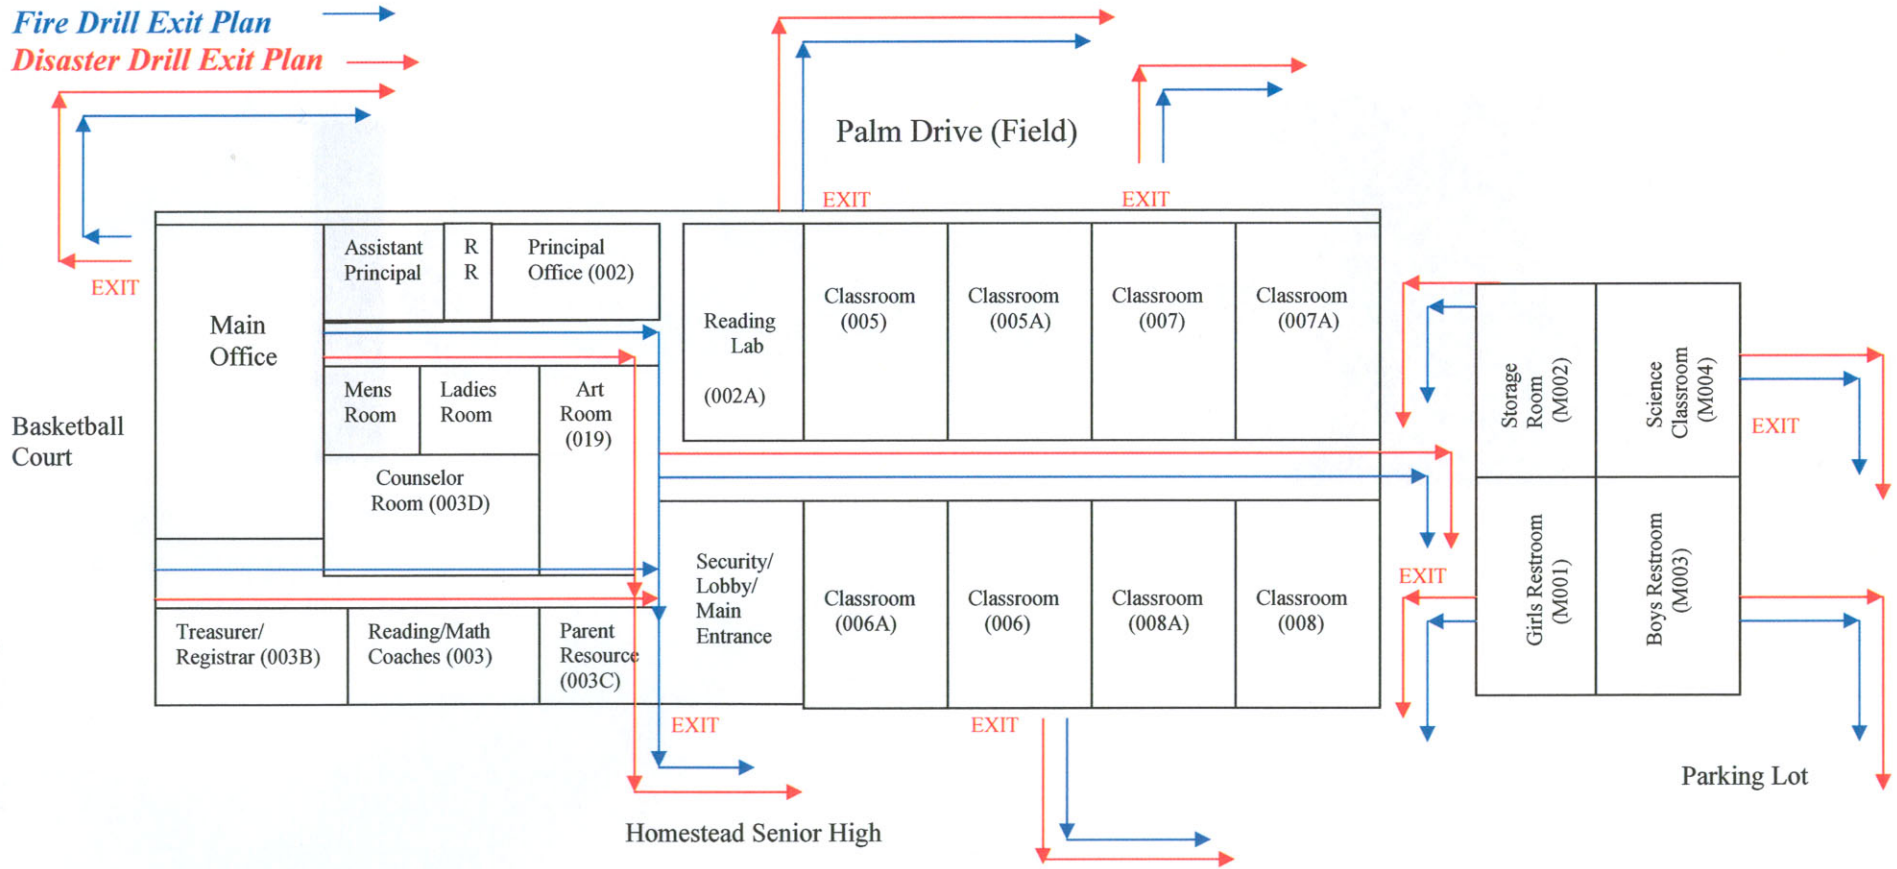 Fire Drill Exit Plan
Disaster Drill Exit Plan
Palm Drive (Field)
EXIT
EXIT
EXIT
Main
Office
Assistant
Principal
R
R
Principal
Office (002)
Mens
Room
Ladies
Room
Art
Room
(019)
Counselor
Room (003D)
Reading
Lab
(002A)
Classroom
(005)
Classroom
(005A)
Classroom
(007)
Classroom
(007A)
Storage
Room
(M002)
Science
Classroom
(M004)
EXIT
Basketball
Court
Security/
Lobby/
Main
Entrance
Classroom
(006A)
Classroom
(006)
Classroom
(008A)
Classroom
(008)
EXIT
Girls Restroom
(M001)
Boys Restroom
(M003)
Treasurer/
Registrar (003B)
Reading/Math
Coaches (003)
Parent
Resource
(003C)
EXIT
EXIT
Parking Lot
Homestead Senior High